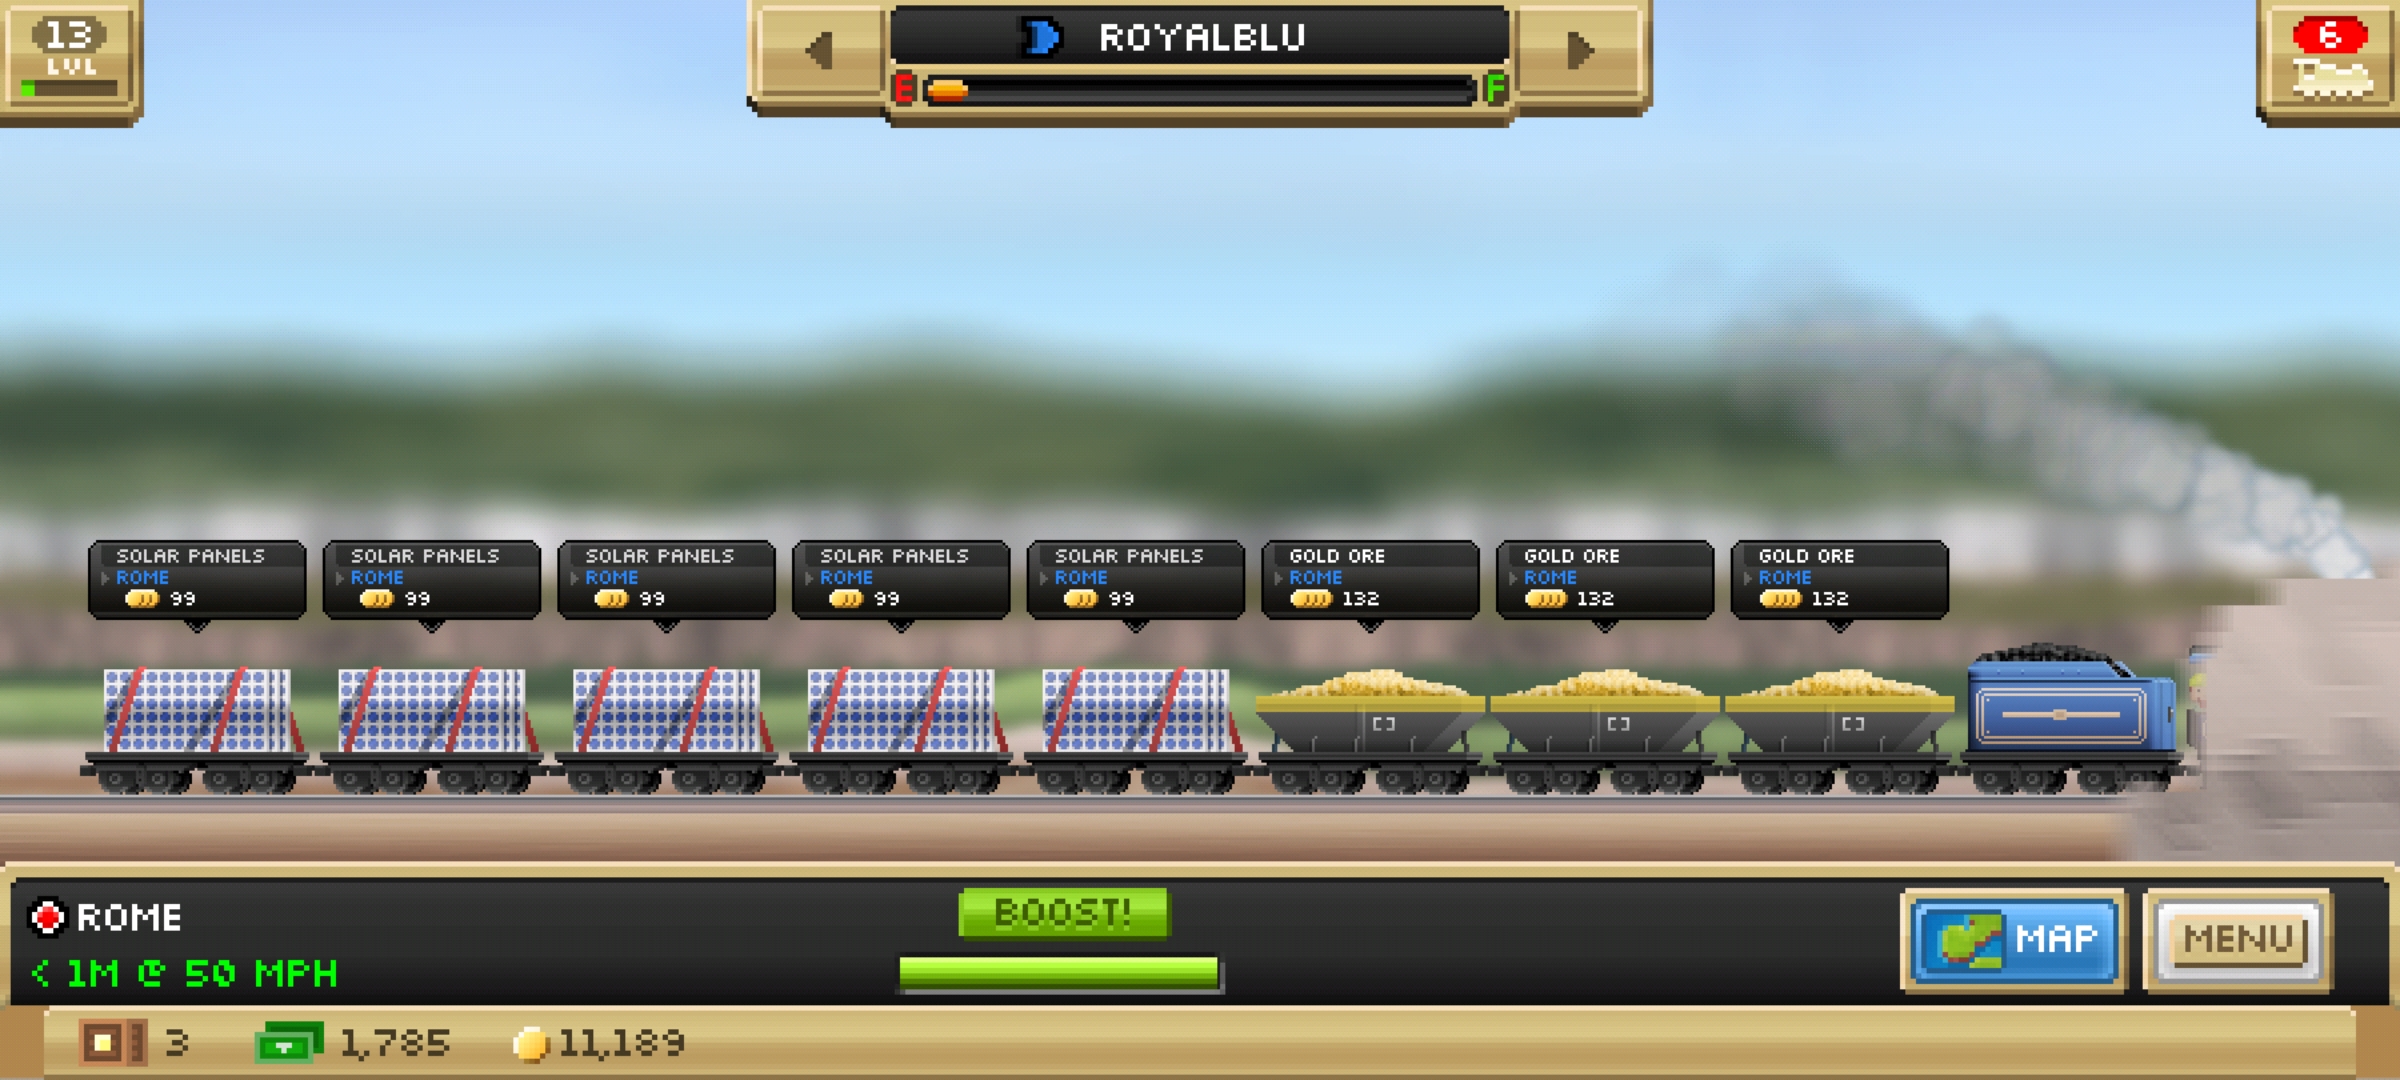 13
LVL
ROYALBLU
E F
6
SOLAR PANELS
ROME
99
SOLAR PANELS
ROME
99
SOLAR PANELS
ROME
99
SOLAR PANELS
ROME
99
SOLAR PANELS
ROME
99
GOLD ORE
ROME
132
GOLD ORE
ROME
132
GOLD ORE
ROME
132
ROME
< 1M @ 50 MPH
BOOST!
MAP
MENU
3
1,785
11,189